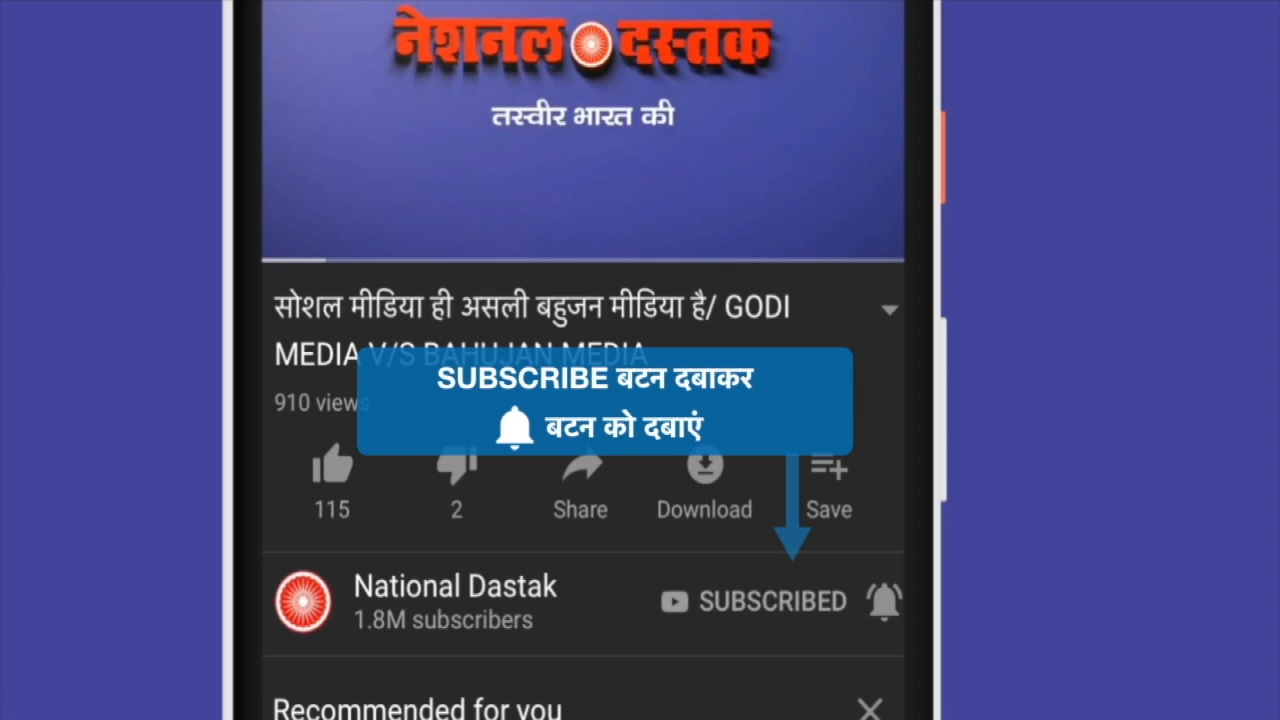 नेशनल दस्तक
तस्वीर भारत की
सोशल मीडिया ही असली बहुजन मीडिया है/ GODI
MEDIA V/S BAHUJAN MEDIA
910 views
SUBSCRIBE बटन दबाकर
बटन को दबाएं
115
2
Share
Download
Save
National Dastak
1.8M subscribers
SUBSCRIBED
Recommended for you